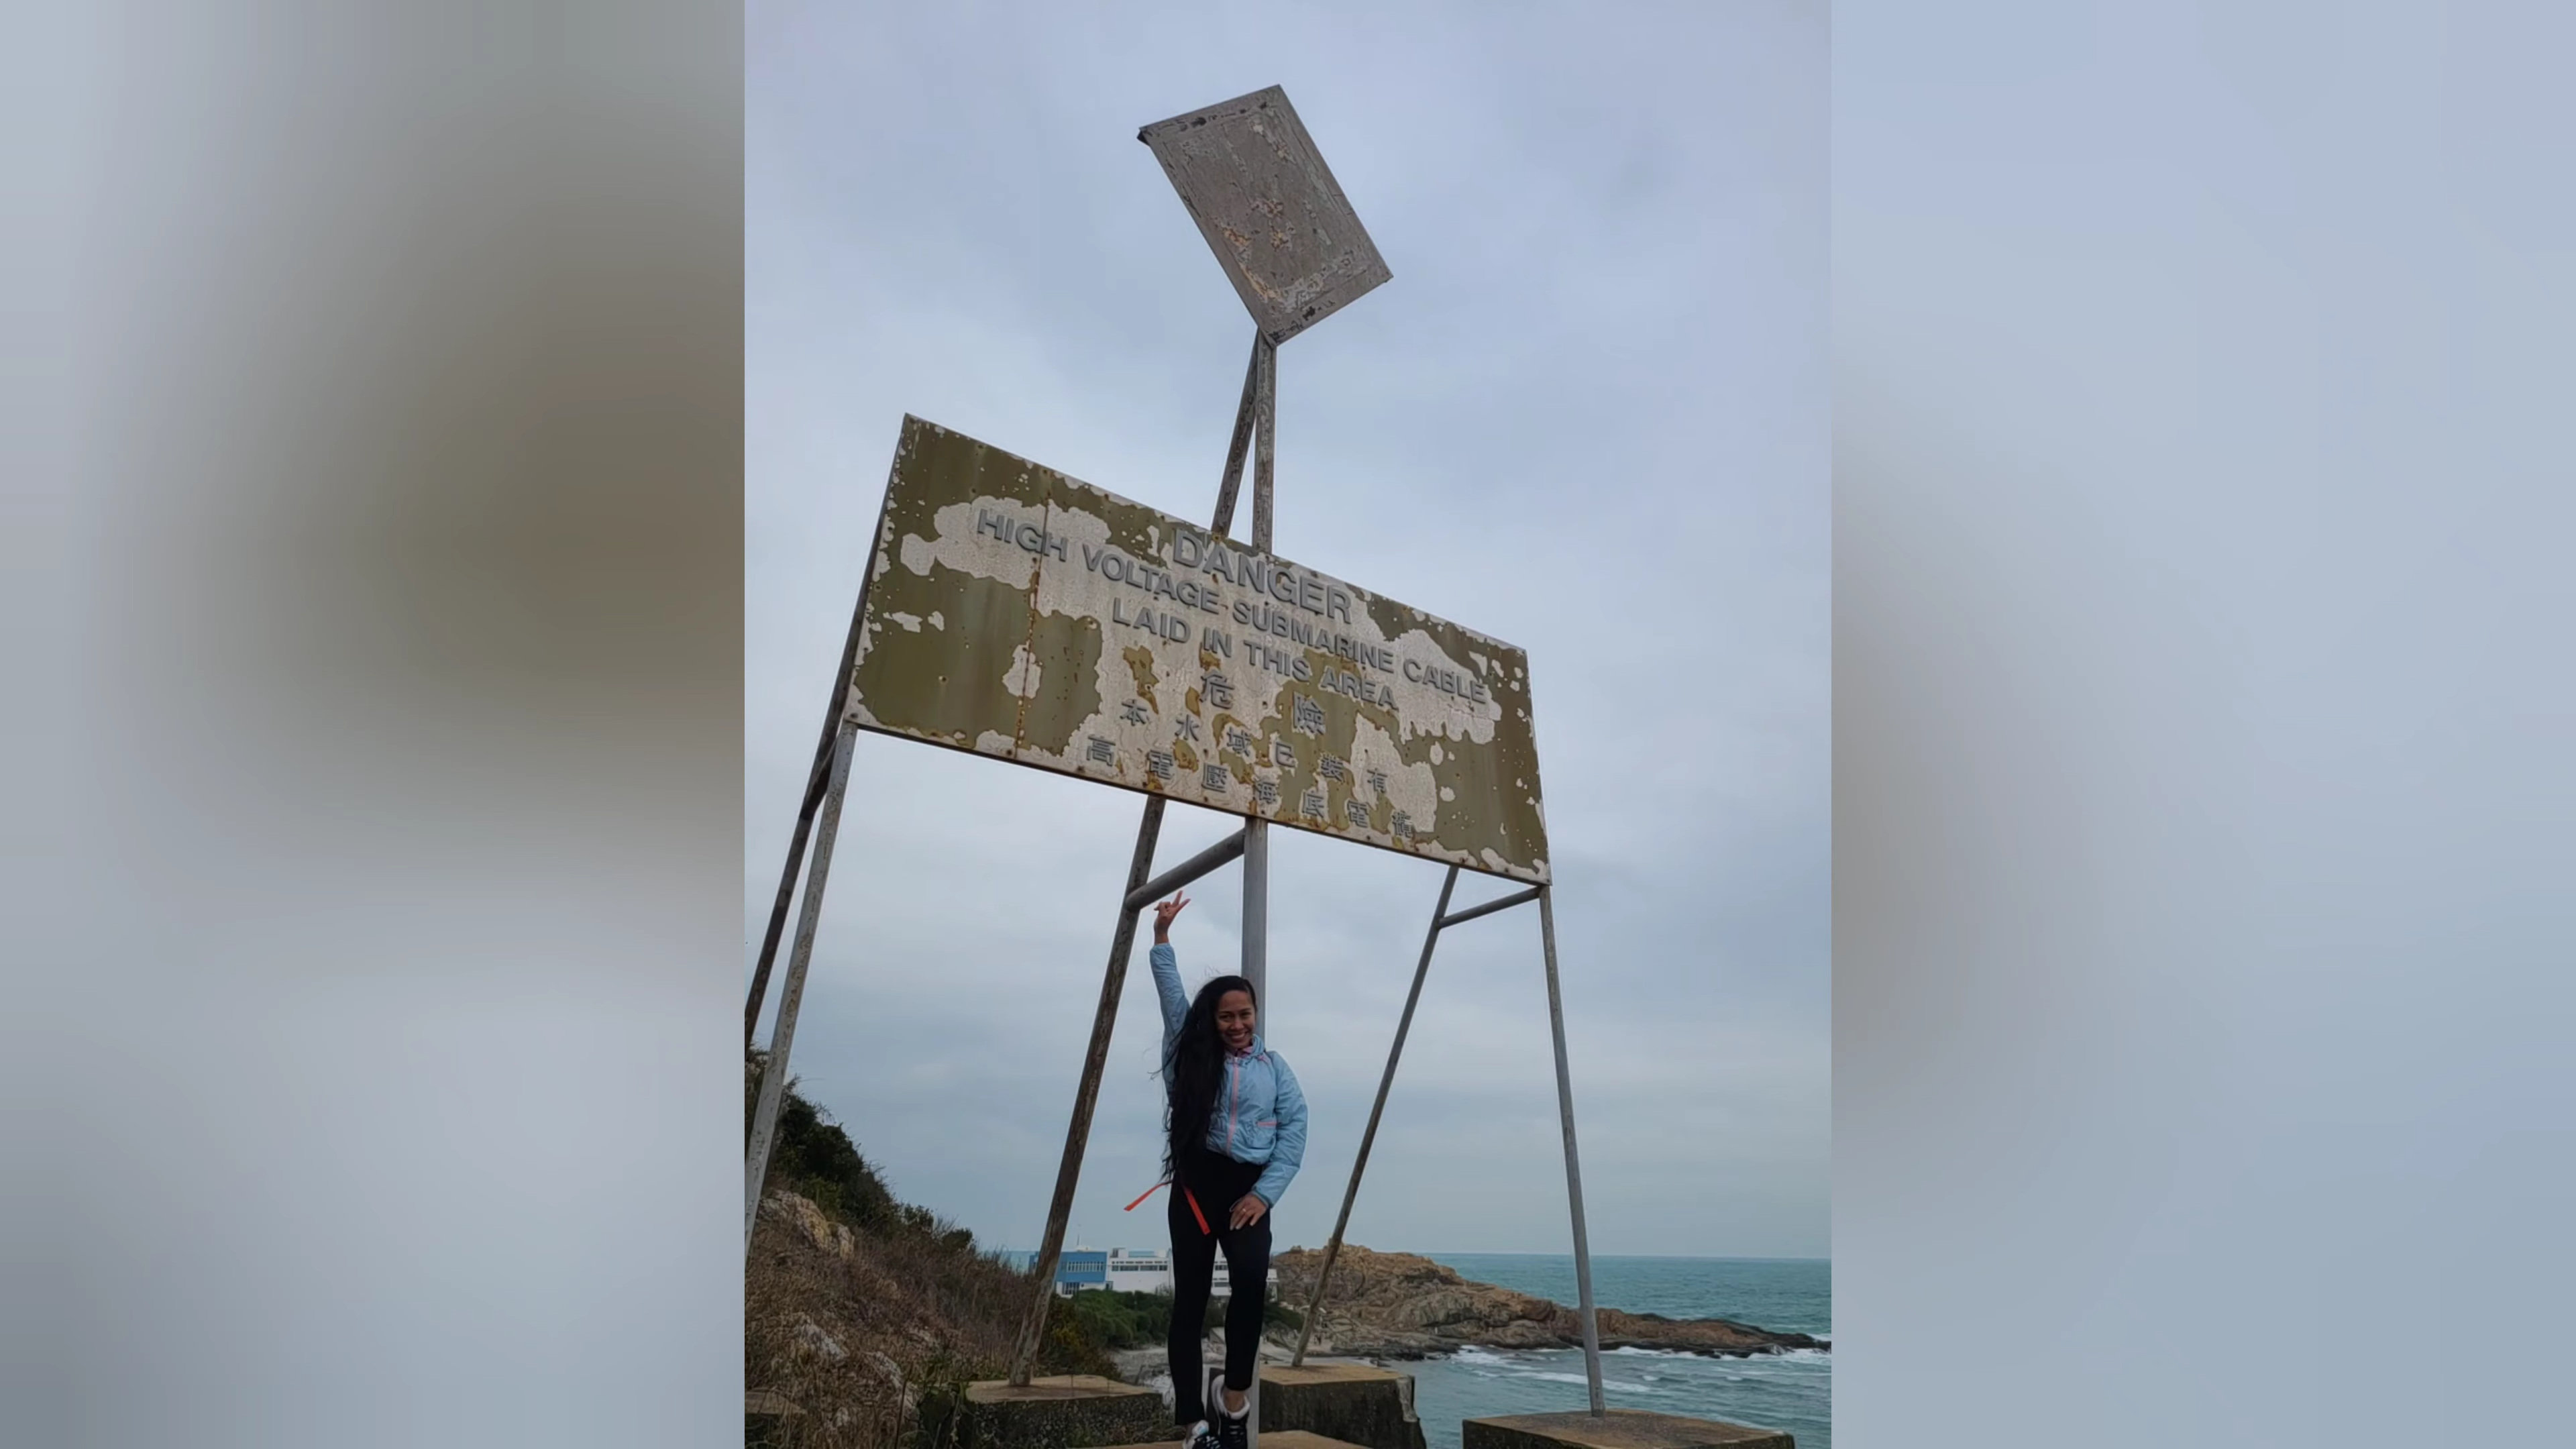 DANGER
HIGH VOLTAGE SUBMARINE CABLE
LAID IN THIS AREA
危險
本水域已裝有
高電壓海底電纜